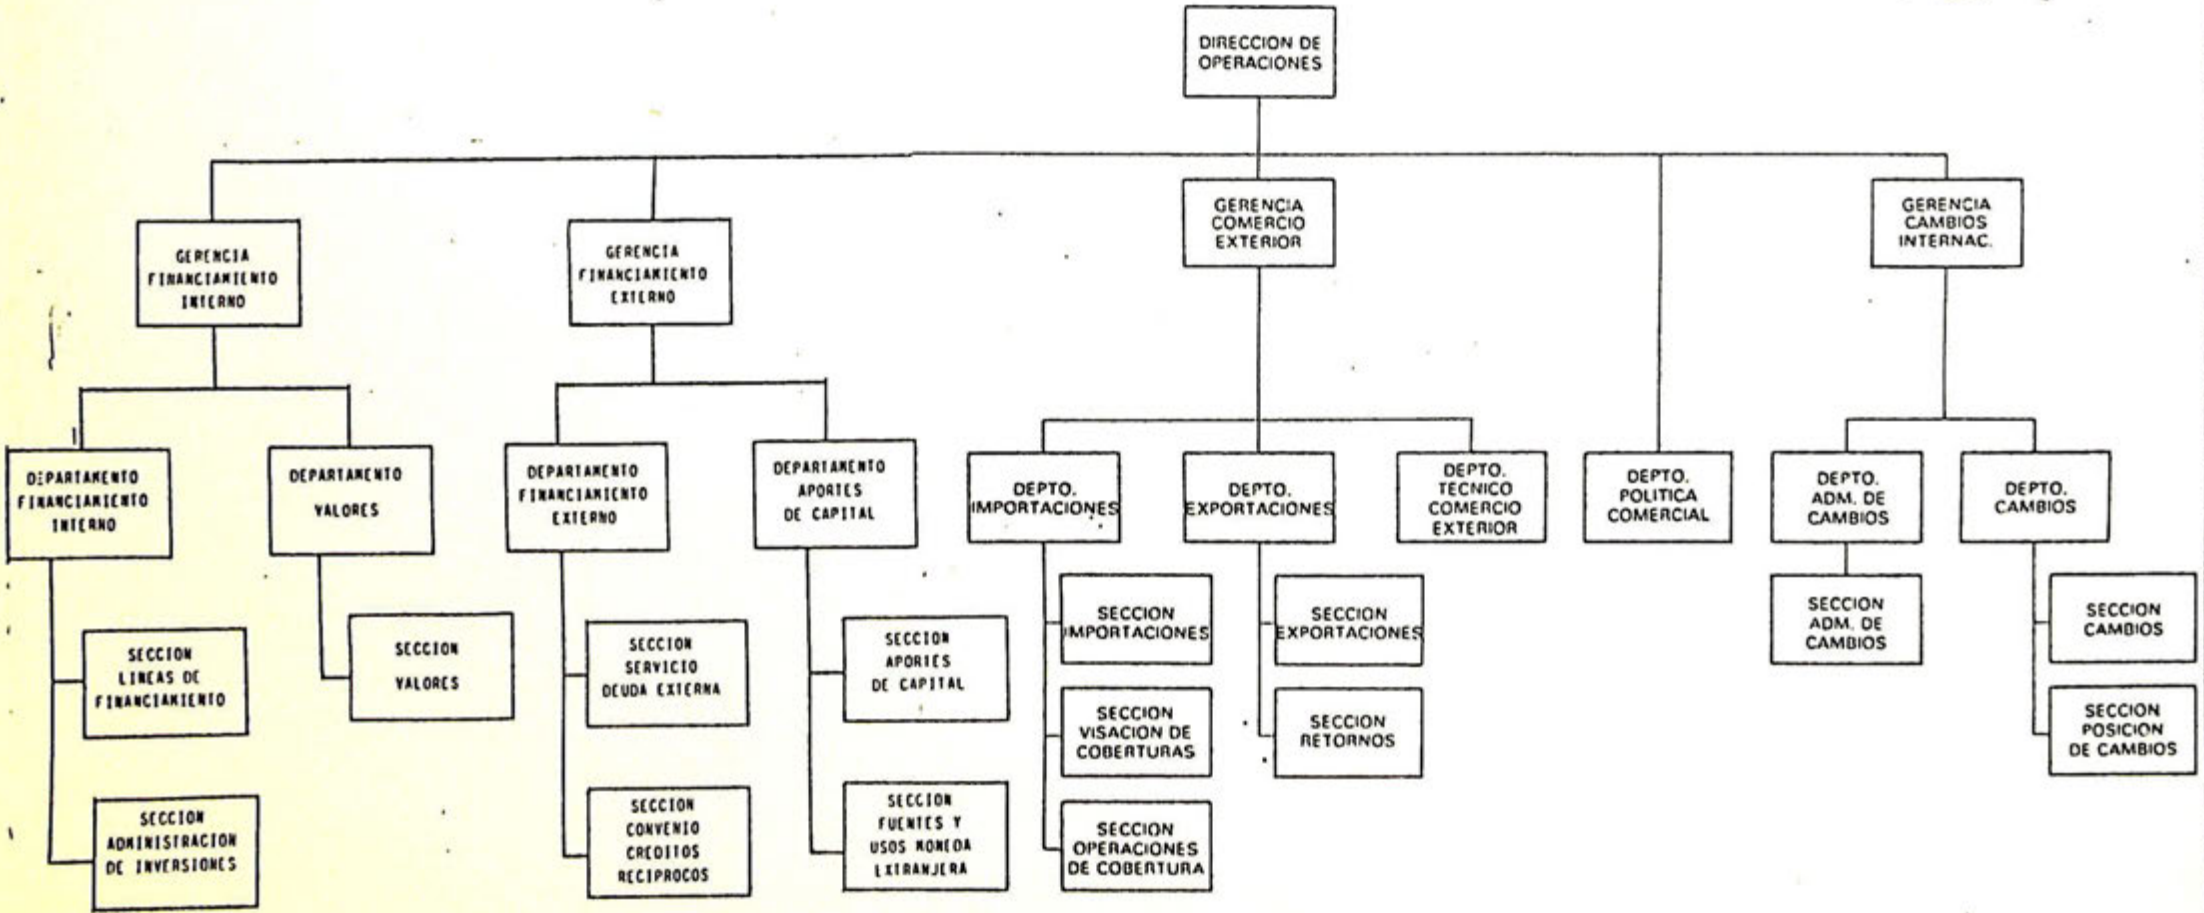 DIRECCION DE
OPERACIONES
GERENCIA
FINANCIAMIENTO
INTERNO
GERENCIA
FINANCIAMIENTO
EXTERNO
GERENCIA
COMERCIO
EXTERIOR
GERENCIA
CAMBIOS
INTERNAC.
DEPARTAMENTO
FINANCIAMIENTO
INTERNO
DEPARTAMENTO
VALORES
DEPARTAMENTO
FINANCIAMIENTO
EXTERNO
DEPARTAMENTO
APORTES
DE CAPITAL
DEPTO.
IMPORTACIONES
DEPTO.
EXPORTACIONES
DEPTO.
TECNICO
COMERCIO
EXTERIOR
DEPTO.
POLITICA
COMERCIAL
DEPTO.
ADM. DE
CAMBIOS
DEPTO.
CAMBIOS
SECCION
LINEAS DE
FINANCIAMIENTO
SECCION
VALORES
SECCION
SERVICIO
DEUDA EXTERNA
SECCION
APORTES
DE CAPITAL
SECCION
IMPORTACIONES
SECCION
EXPORTACIONES
SECCION
ADM. DE
CAMBIOS
SECCION
CAMBIOS
SECCION
VISACION DE
COBERTURAS
SECCION
RETORNOS
SECCION
POSICION
DE CAMBIOS
SECCION
ADMINISTRACION
DE INVERSIONES
SECCION
CONVENIO
CREDITOS
RECIPROCOS
SECCION
FUENTES Y
USOS MONEDA
EXTRANJERA
SECCION
OPERACIONES
DE COBERTURA